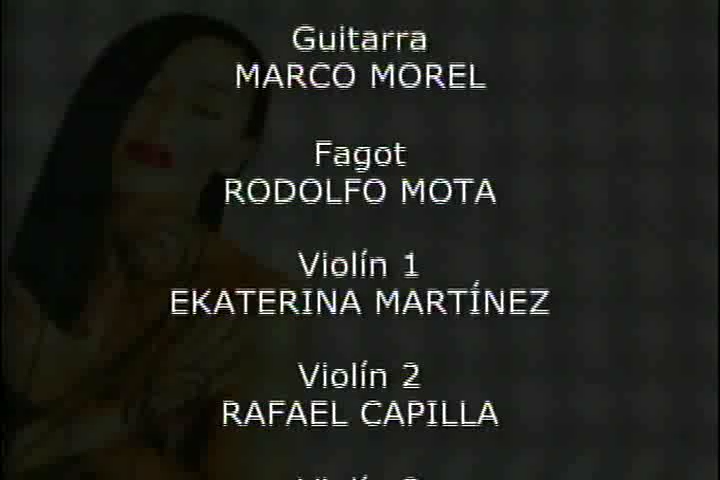 Guitarra
MARCO MOREL
Fagot
RODOLFO MOTA
Violín 1
EKATERINA MARTÍNEZ
Violín 2
RAFAEL CAPILLA